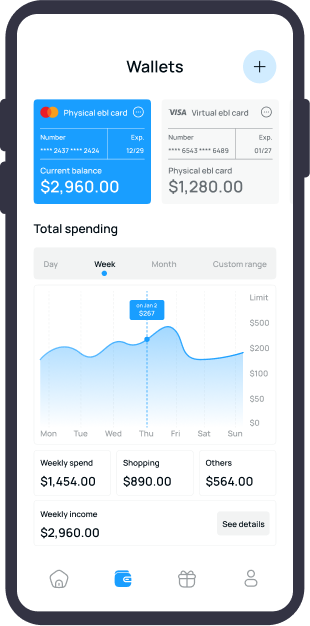 Wallets
Physical ebl card
Number Exp.
**** 2437 **** 2424 12/29
Current balance
$2,960.00
VISA Virtual ebl card
Number Exp.
**** 6543 **** 6489 01/27
Physical ebl card
$1,280.00
Total spending
Day Week Month Custom range
Limit
on Jan 2
$267
$500
$200
$100
$50
$0
Mon Tue Wed Thu Fri Sat Sun
Weekly spend
$1,454.00
Shopping
$890.00
Others
$564.00
Weekly income
$2,960.00
See details